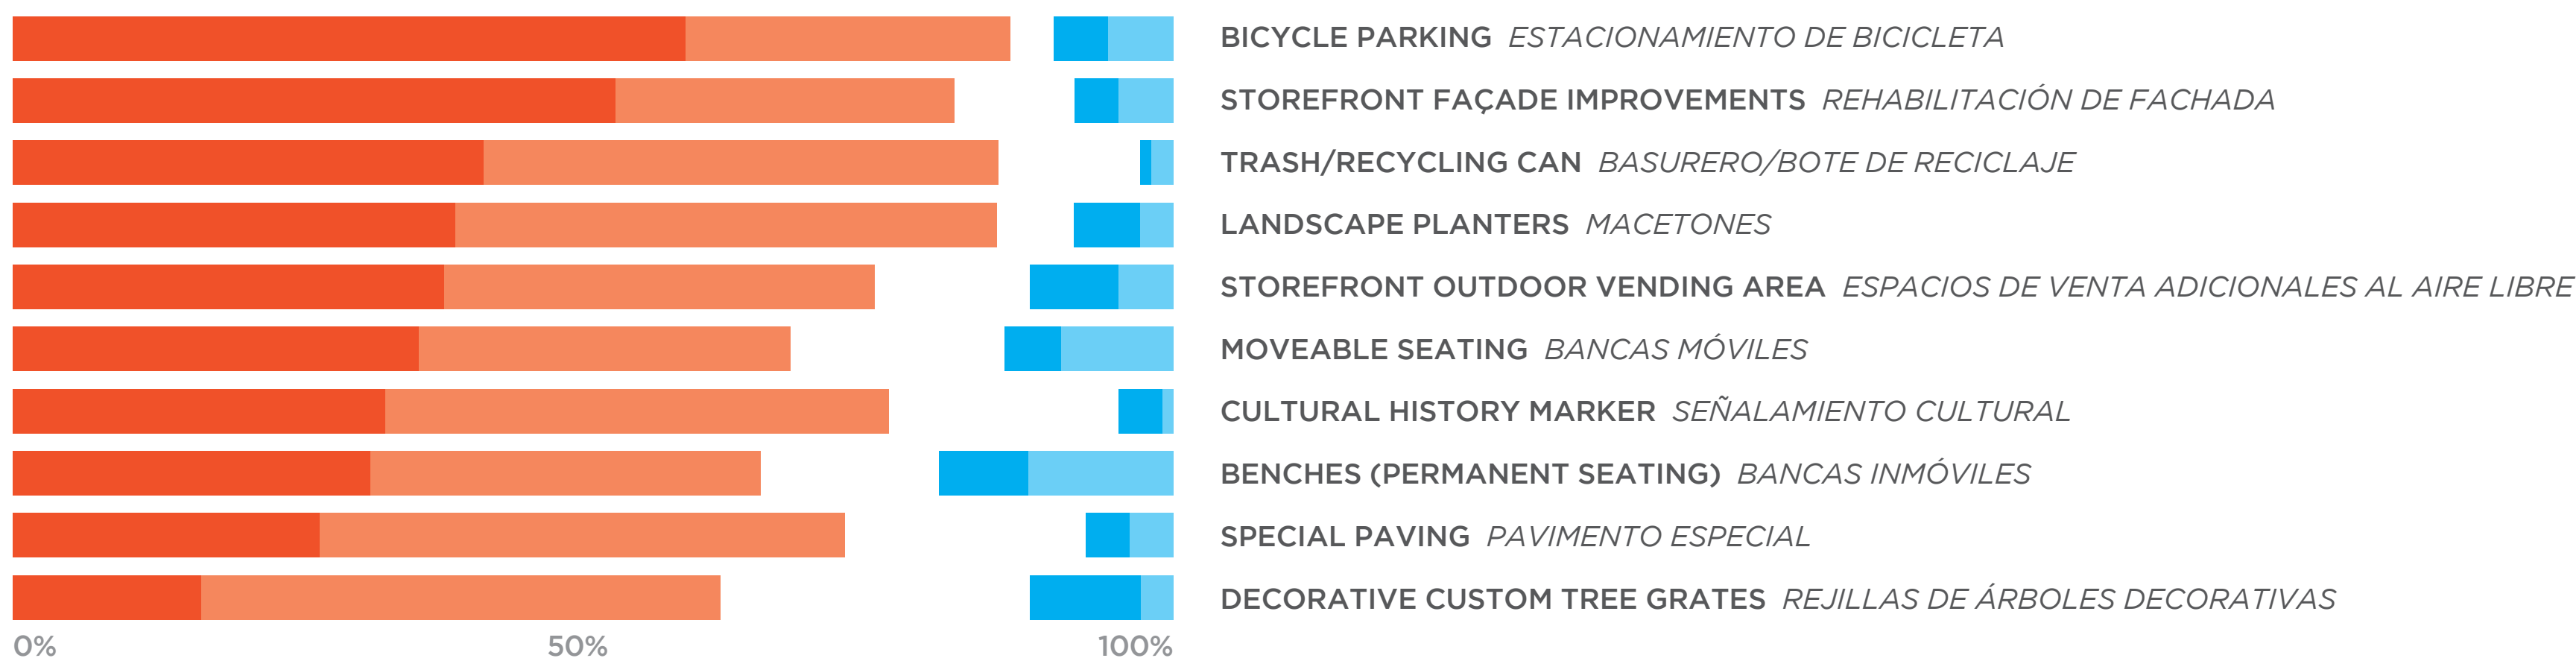 BICYCLE PARKING ESTACIONAMIENTO DE BICICLETA
STOREFRONT FAÇADE IMPROVEMENTS REHABILITACIÓN DE FACHADA
TRASH/RECYCLING CAN BASURERO/BOTE DE RECICLAJE
LANDSCAPE PLANTERS MACETONES
STOREFRONT OUTDOOR VENDING AREA ESPACIOS DE VENTA ADICIONALES AL AIRE LIBRE
MOVEABLE SEATING BANCAS MÓVILES
CULTURAL HISTORY MARKER SEÑALAMIENTO CULTURAL
BENCHES (PERMANENT SEATING) BANCAS INMÓVILES
SPECIAL PAVING PAVIMENTO ESPECIAL
DECORATIVE CUSTOM TREE GRATES REJILLAS DE ÁRBOLES DECORATIVAS
0% 50% 100%